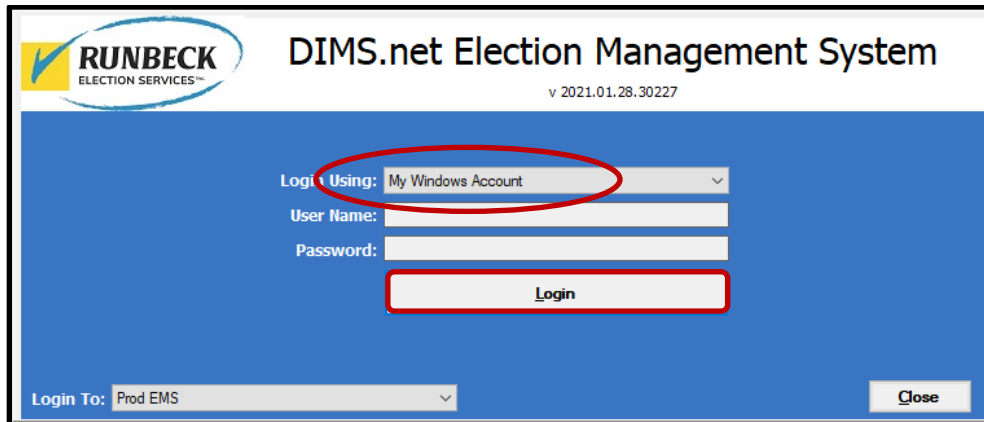 RUNBECK
ELECTION SERVICES℠
DIMS.net Election Management System
v 2021.01.28.30227
Login Using: My Windows Account
User Name:
Password:
Login
Login To: Prod EMS
Close